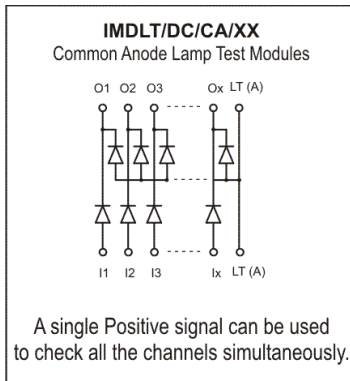 IMDLT/DC/CA/XX
Common Anode Lamp Test Modules
O1 O2 O3 Ox LT (A)
I1 I2 I3 Ix LT (A)
A single Positive signal can be used
to check all the channels simultaneously.